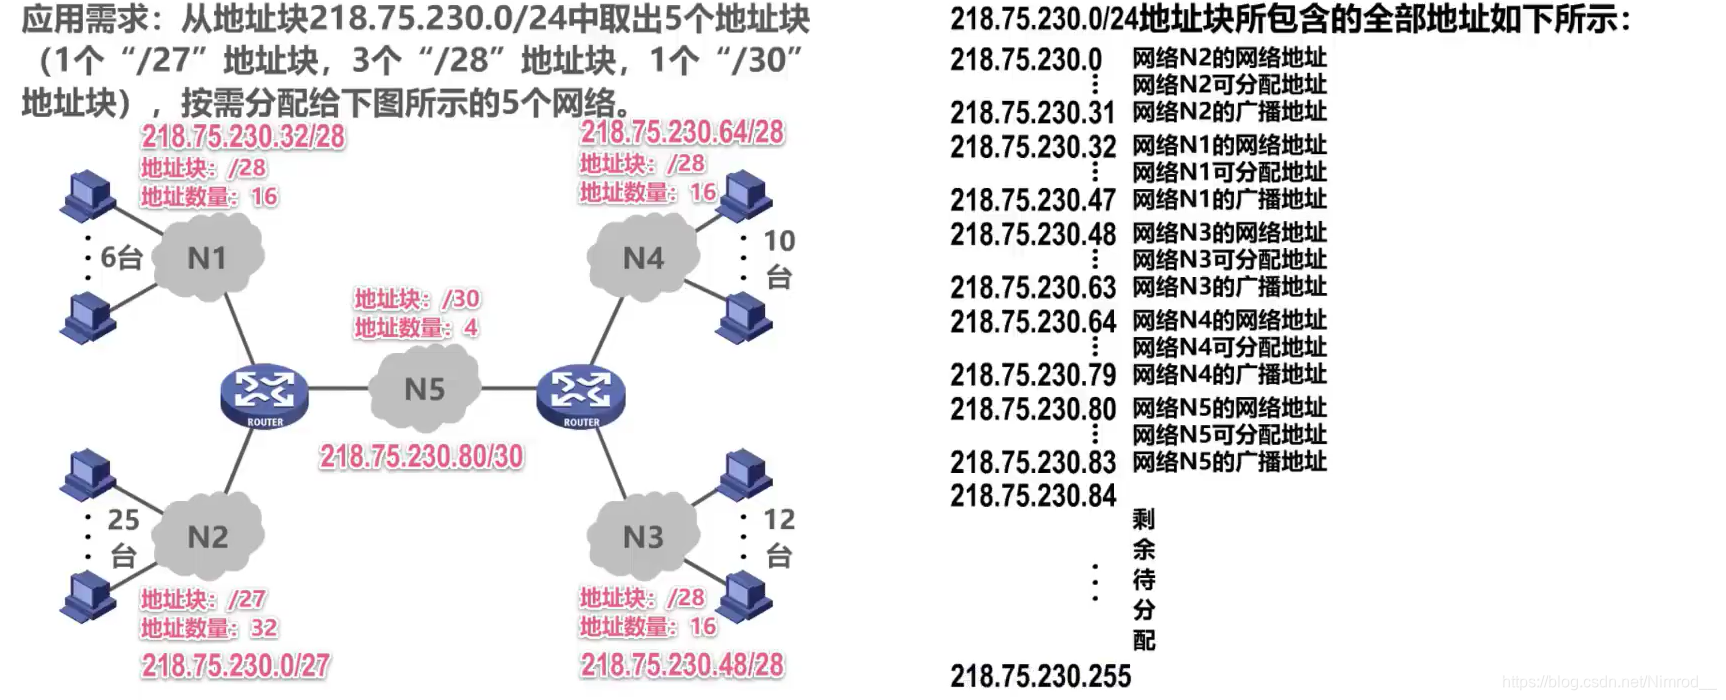 应用需求：从地址块218.75.230.0/24中取出5个地址块
（1个“/27”地址块，3个“/28”地址块，1个“/30”
地址块），按需分配给下图所示的5个网络。
218.75.230.32/28
地址块：/28
地址数量：16
6台
N1
218.75.230.64/28
地址块：/28
地址数量：16
N4
10
台
地址块：/30
地址数量：4
N5
ROUTER
ROUTER
218.75.230.80/30
25
台
N2
地址块：/27
地址数量：32
218.75.230.0/27
N3
12
台
地址块：/28
地址数量：16
218.75.230.48/28
218.75.230.0/24地址块所包含的全部地址如下所示：
218.75.230.0 网络N2的网络地址
网络N2可分配地址
218.75.230.31 网络N2的广播地址
218.75.230.32 网络N1的网络地址
网络N1可分配地址
218.75.230.47 网络N1的广播地址
218.75.230.48 网络N3的网络地址
网络N3可分配地址
218.75.230.63 网络N3的广播地址
218.75.230.64 网络N4的网络地址
网络N4可分配地址
218.75.230.79 网络N4的广播地址
218.75.230.80 网络N5的网络地址
网络N5可分配地址
218.75.230.83 网络N5的广播地址
218.75.230.84
剩
余
待
分
配
218.75.230.255
https://blog.csdn.net/Nimrod__